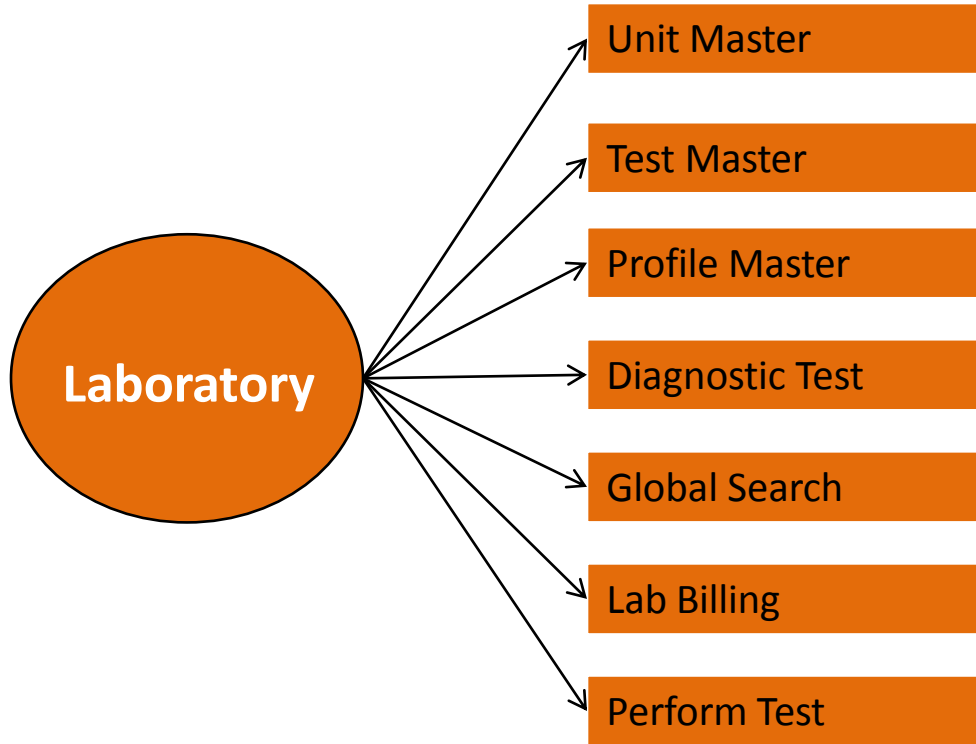 Unit Master
Test Master
Profile Master
Laboratory
Diagnostic Test
Global Search
Lab Billing
Perform Test